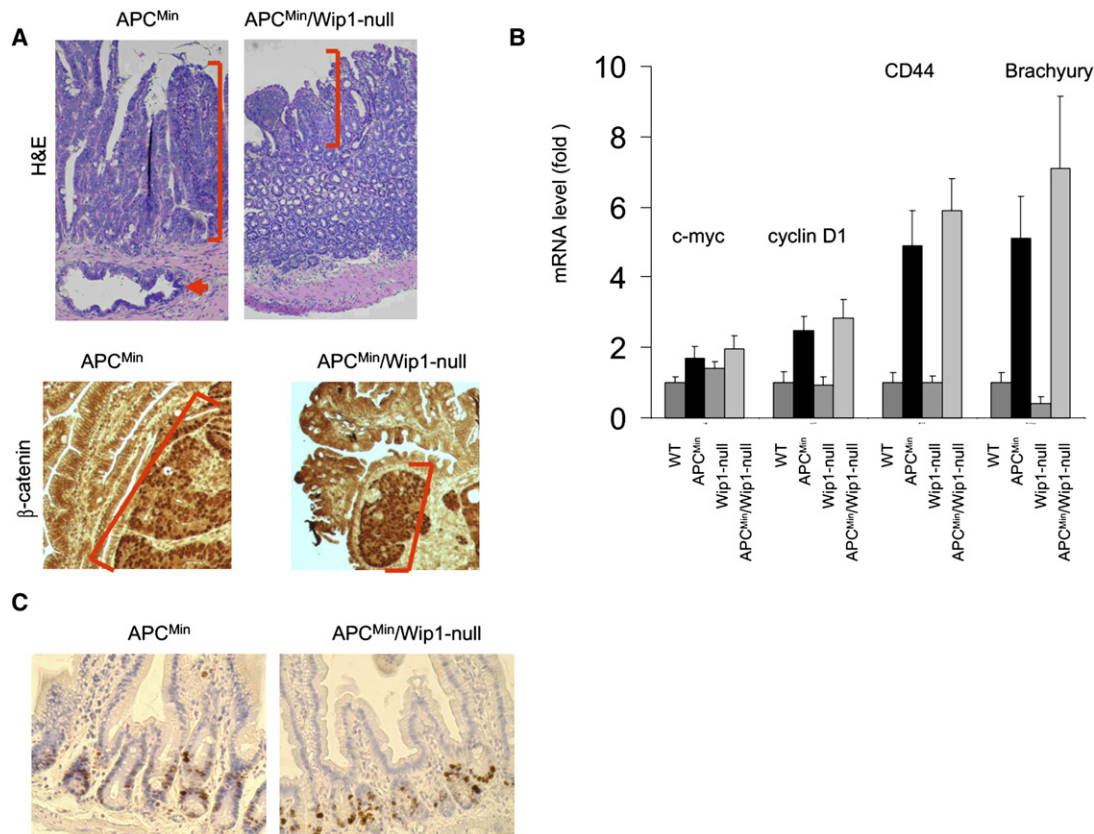 A
APC^Min
APC^Min/Wip1-null
H&E
APC^Min
APC^Min/Wip1-null
β-catenin
B
mRNA level (fold )
10
8
6
4
2
0
c-myc
cyclin D1
CD44
Brachyury
WT
APC^Min
Wip1-null
APC^Min/Wip1-null
WT
APC^Min
Wip1-null
APC^Min/Wip1-null
WT
APC^Min
Wip1-null
APC^Min/Wip1-null
WT
APC^Min
Wip1-null
APC^Min/Wip1-null
C
APC^Min
APC^Min/Wip1-null